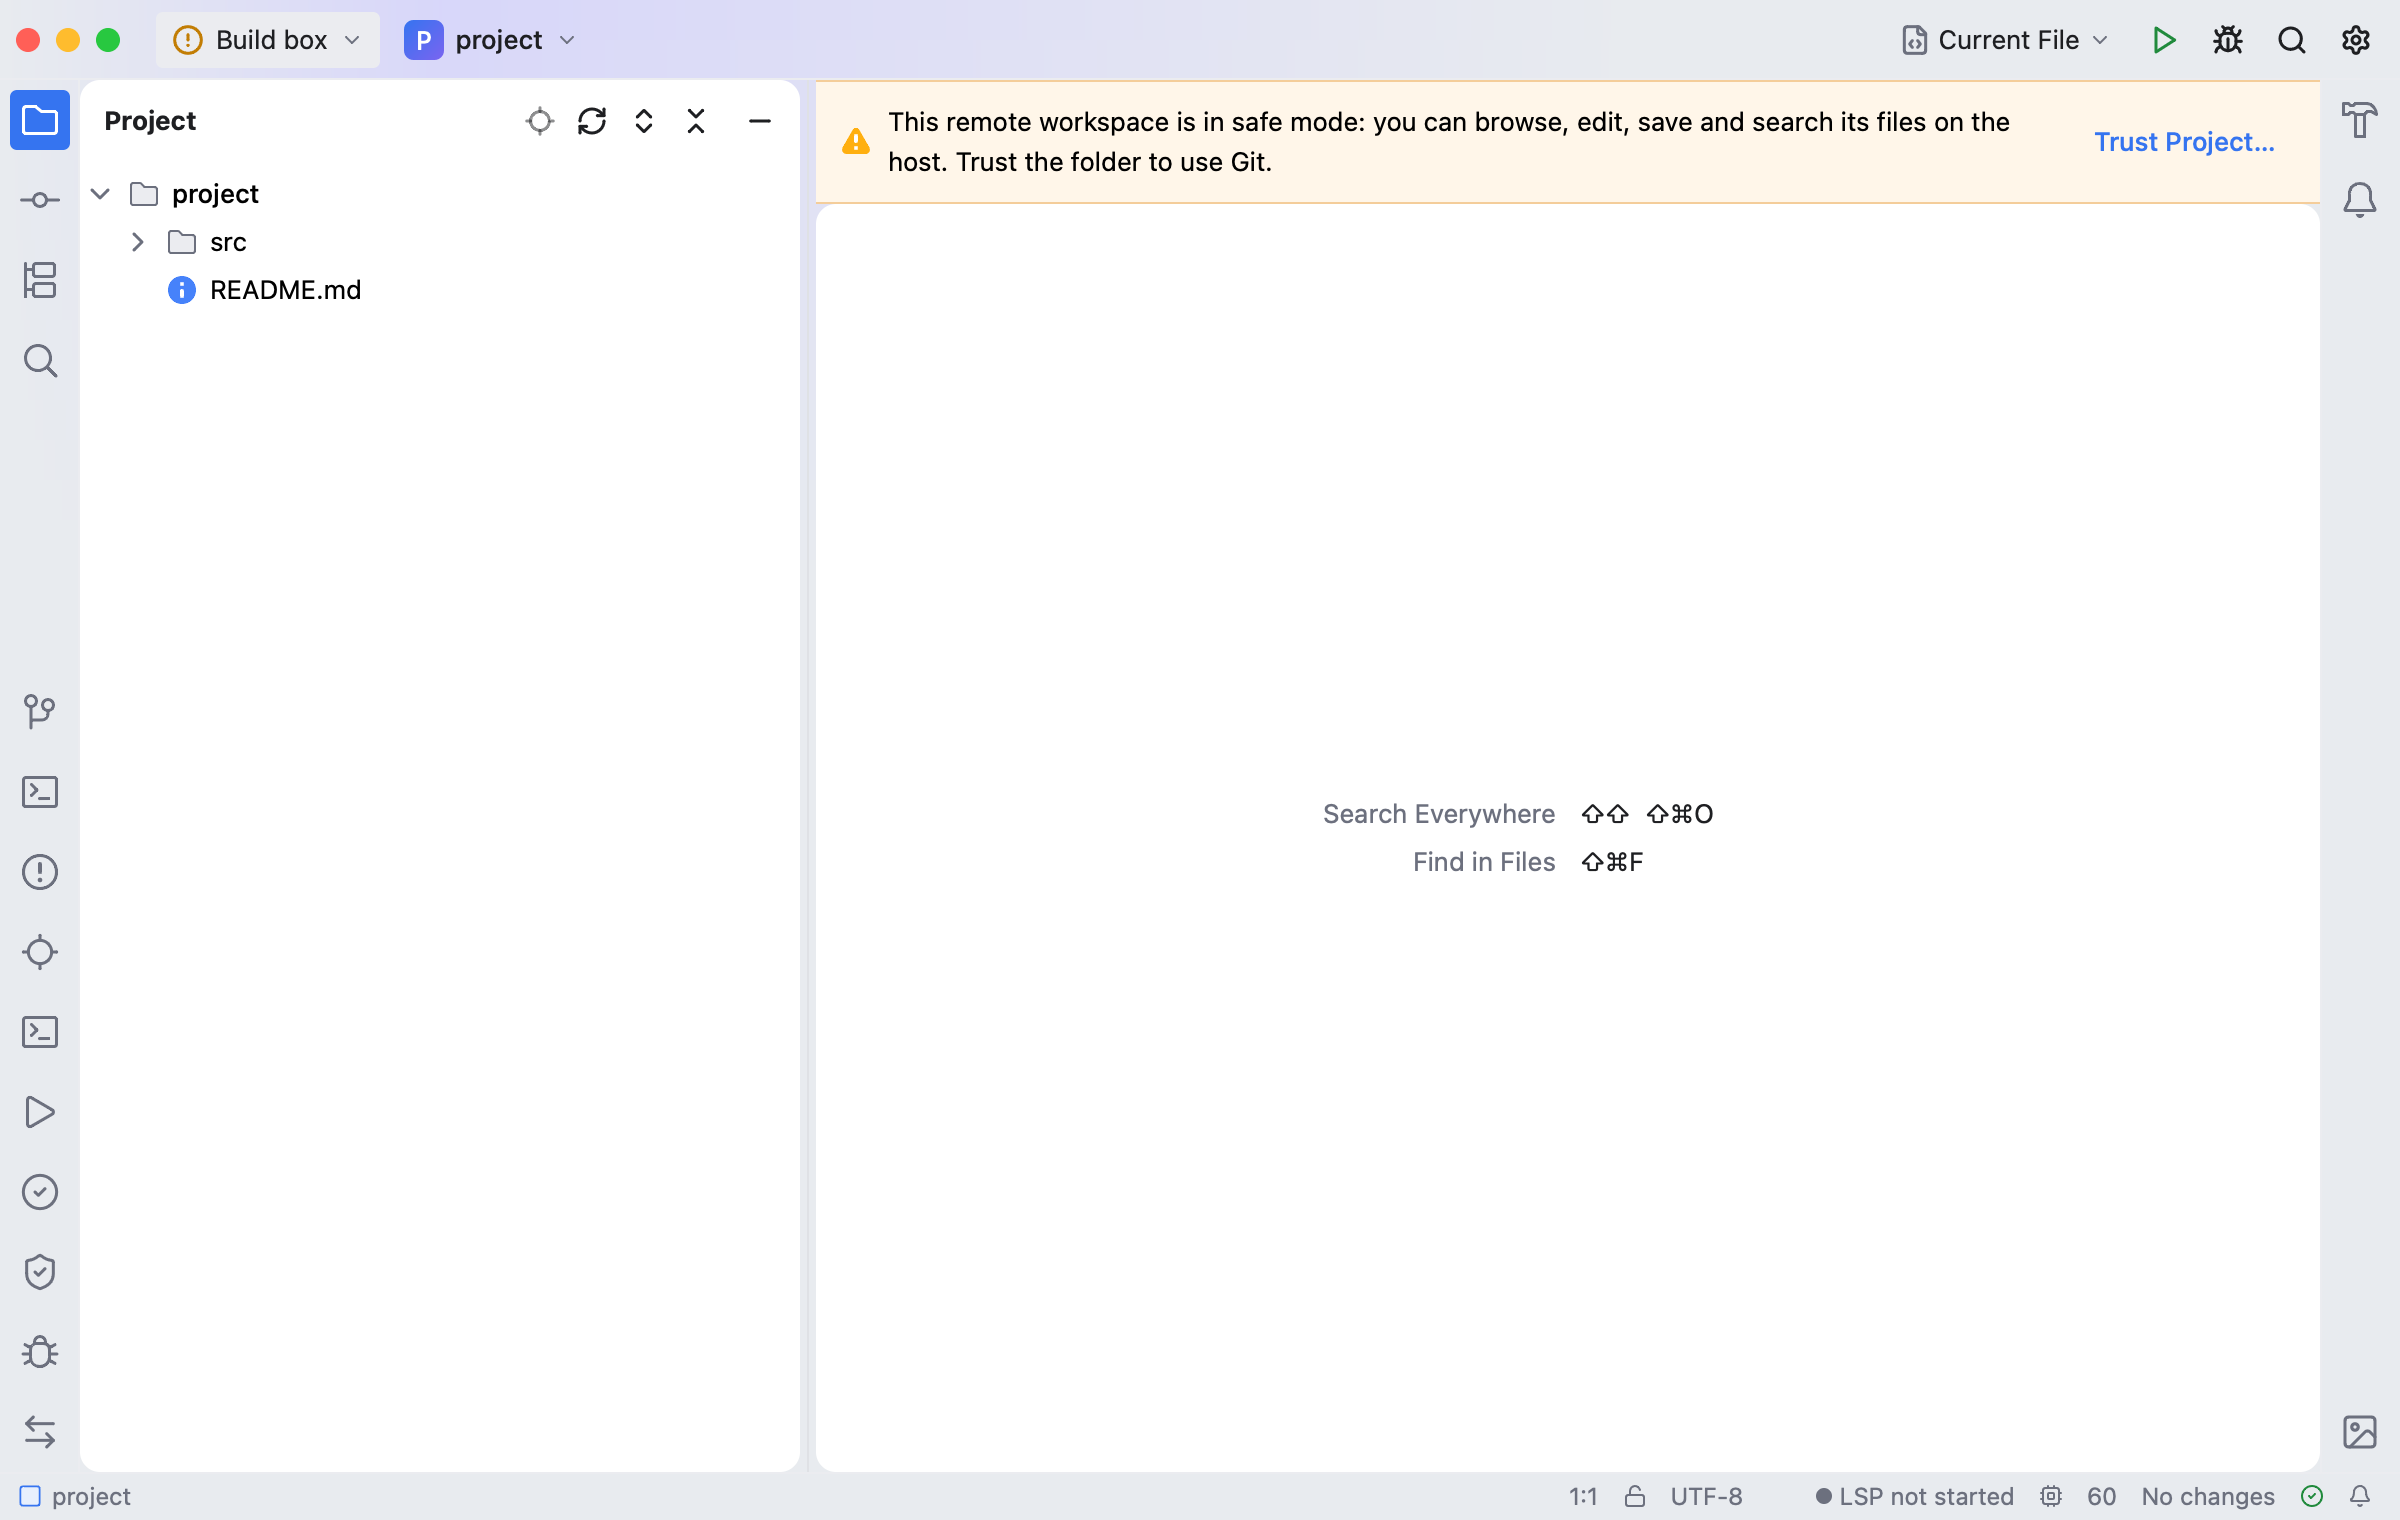 Build box
P project
Current File
Project
This remote workspace is in safe mode: you can browse, edit, save and search its files on the
host. Trust the folder to use Git.
Trust Project...
project
src
README.md
Search Everywhere ⇧⇧ ⇧⌘O
Find in Files ⇧⌘F
project
1:1
UTF-8
LSP not started
60
No changes